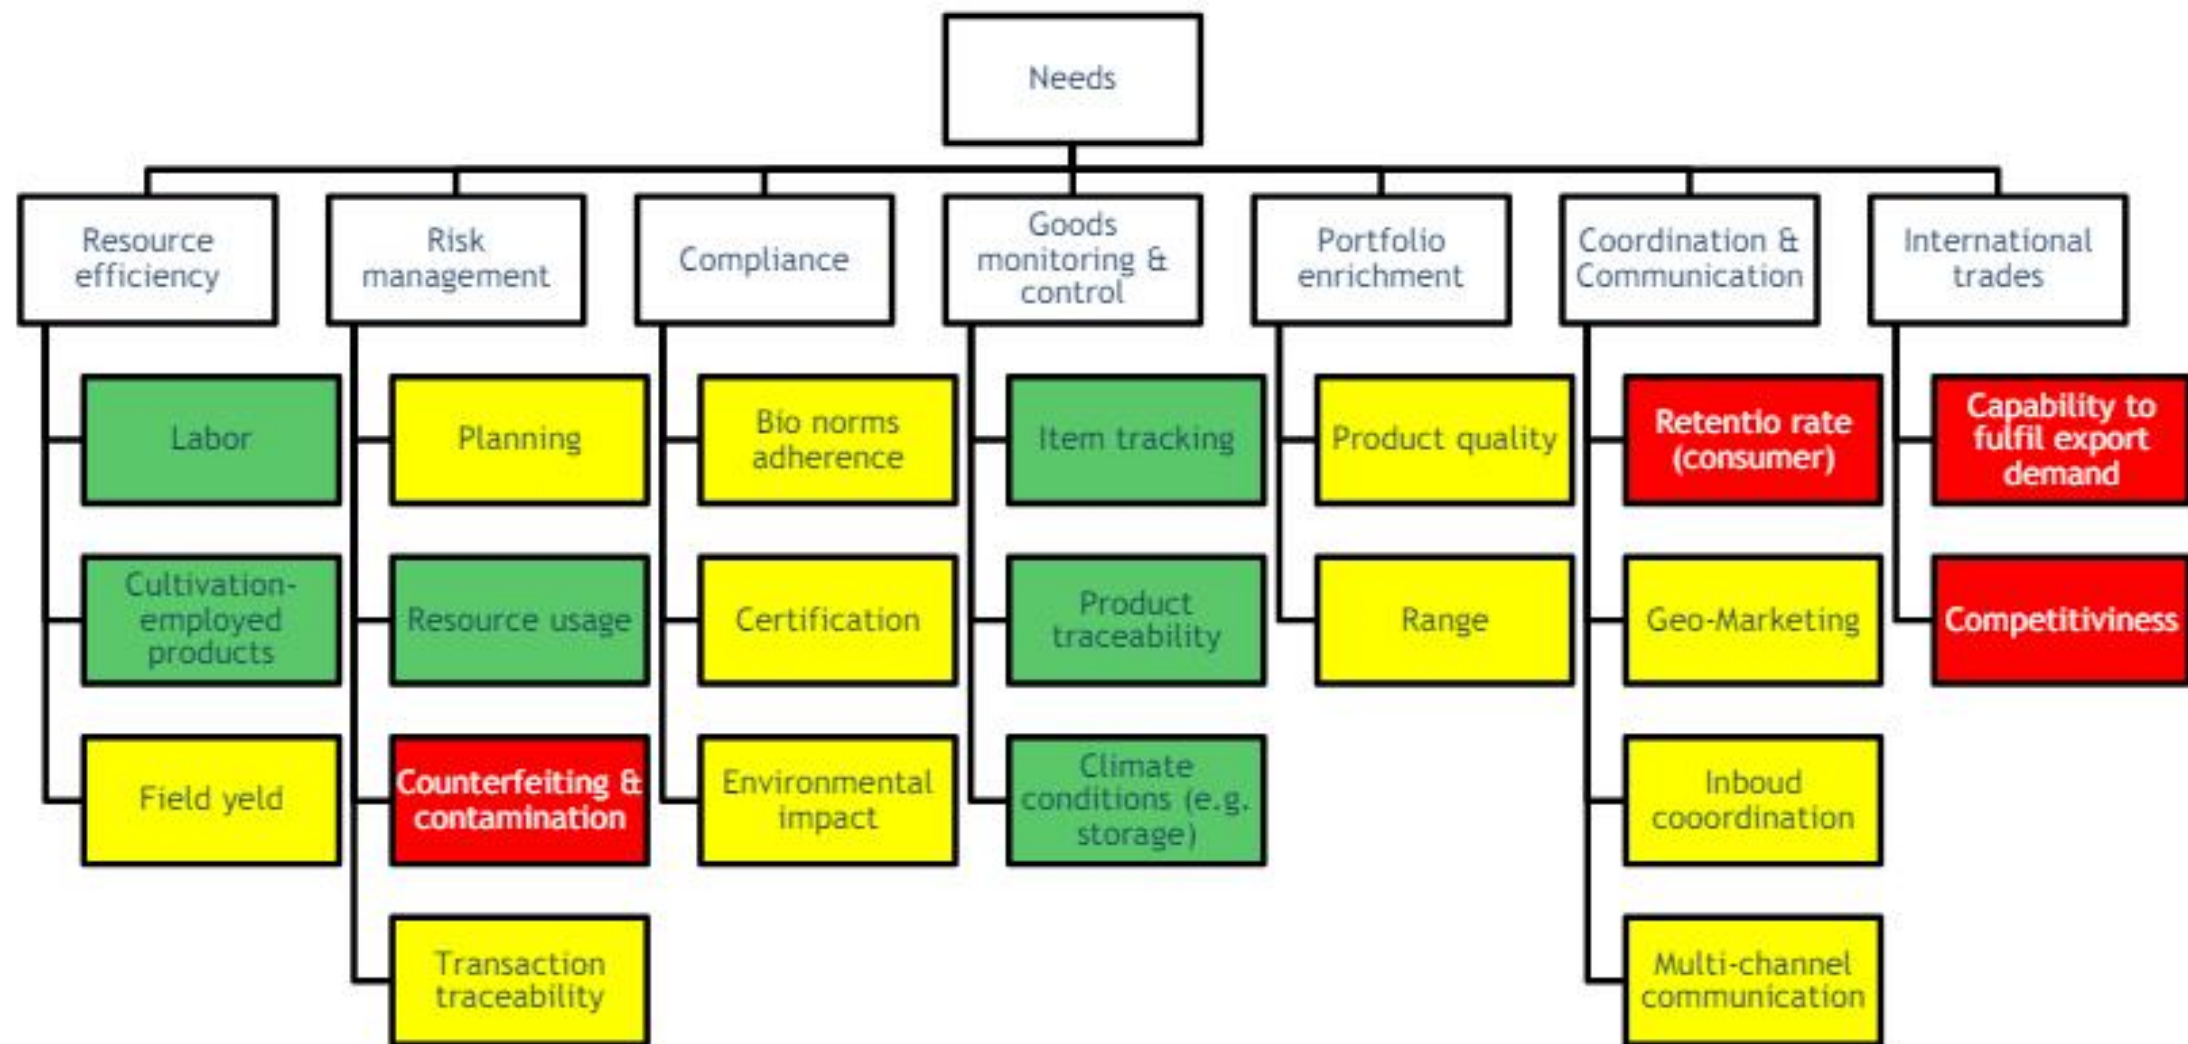 Needs
Resource
efficiency
Risk
management
Compliance
Goods
monitoring &
control
Portfolio
enrichment
Coordination &
Communication
International
trades
Labor
Planning
Bio norms
adherence
Item tracking
Product quality
Retentio rate
(consumer)
Capability to
fulfil export
demand
Cultivation-
employed
products
Resource usage
Certification
Product
traceability
Range
Geo-Marketing
Competitiviness
Field yeld
Counterfeiting &
contamination
Environmental
impact
Climate
conditions (e.g.
storage)
Inboud
cooordination
Transaction
traceability
Multi-channel
communication